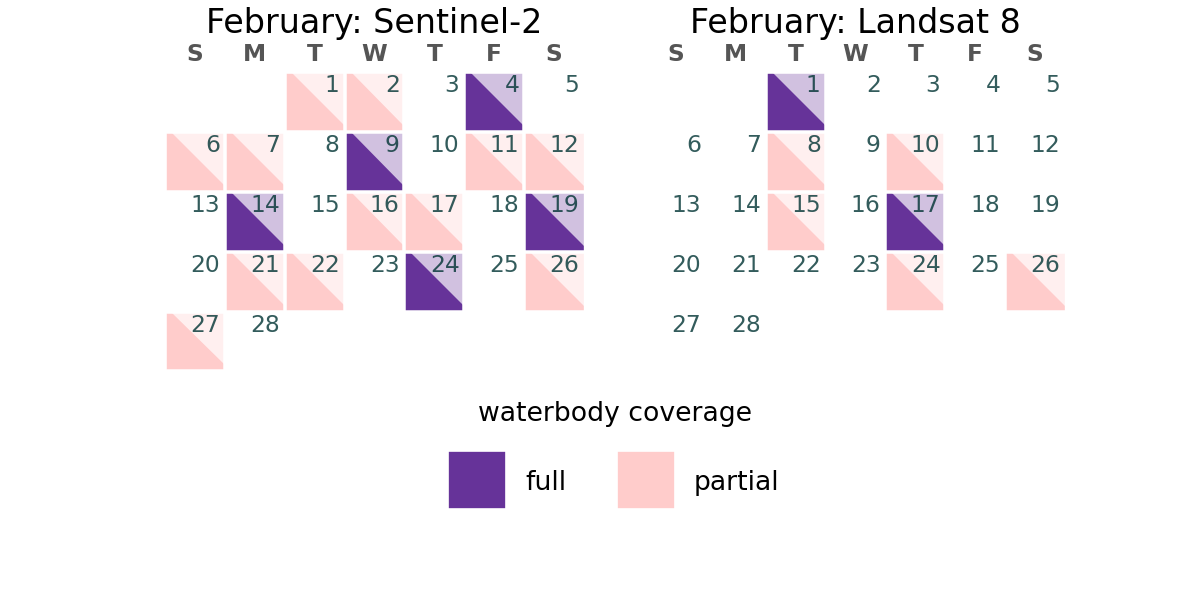 February: Sentinel-2
S M T W T F S
1 2 3 4 5
6 7 8 9 10 11 12
13 14 15 16 17 18 19
20 21 22 23 24 25 26
27 28
February: Landsat 8
S M T W T F S
1 2 3 4 5
6 7 8 9 10 11 12
13 14 15 16 17 18 19
20 21 22 23 24 25 26
27 28
waterbody coverage
full partial